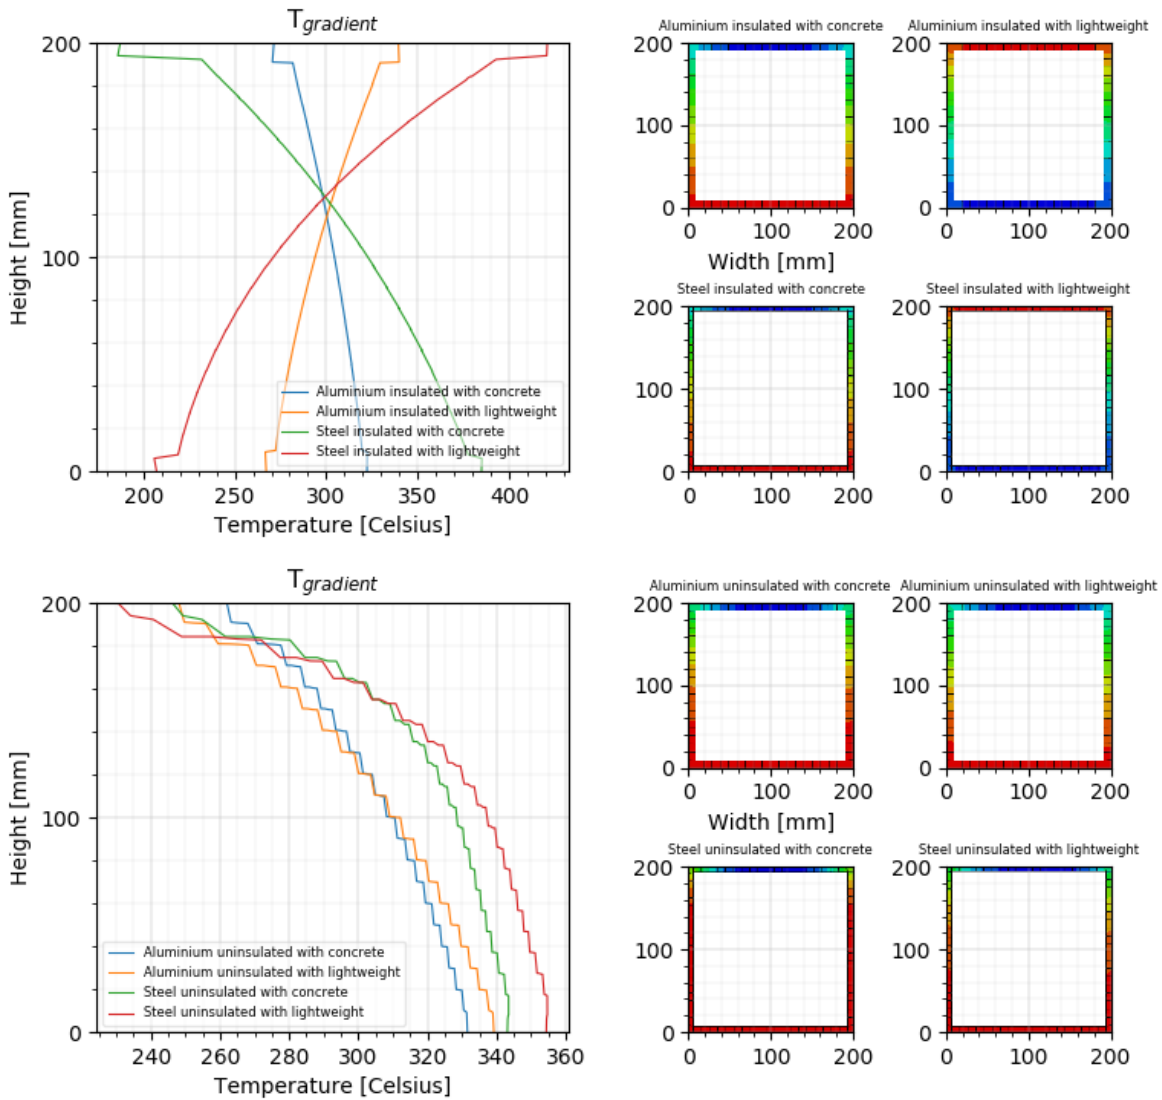 T_gradient
Height [mm]
200
100
0
200
250
300
350
400
Temperature [Celsius]
Aluminium insulated with concrete
Aluminium insulated with lightweight
Steel insulated with concrete
Steel insulated with lightweight
Aluminium insulated with concrete
200
100
0
0
100
200
Width [mm]
Aluminium insulated with lightweight
200
100
0
0
100
200
Steel insulated with concrete
200
100
0
0
100
200
Steel insulated with lightweight
200
100
0
0
100
200
T_gradient
Height [mm]
200
100
0
240
260
280
300
320
340
360
Temperature [Celsius]
Aluminium uninsulated with concrete
Aluminium uninsulated with lightweight
Steel uninsulated with concrete
Steel uninsulated with lightweight
Aluminium uninsulated with concrete
200
100
0
0
100
200
Width [mm]
Aluminium uninsulated with lightweight
200
100
0
0
100
200
Steel uninsulated with concrete
200
100
0
0
100
200
Steel uninsulated with lightweight
200
100
0
0
100
200